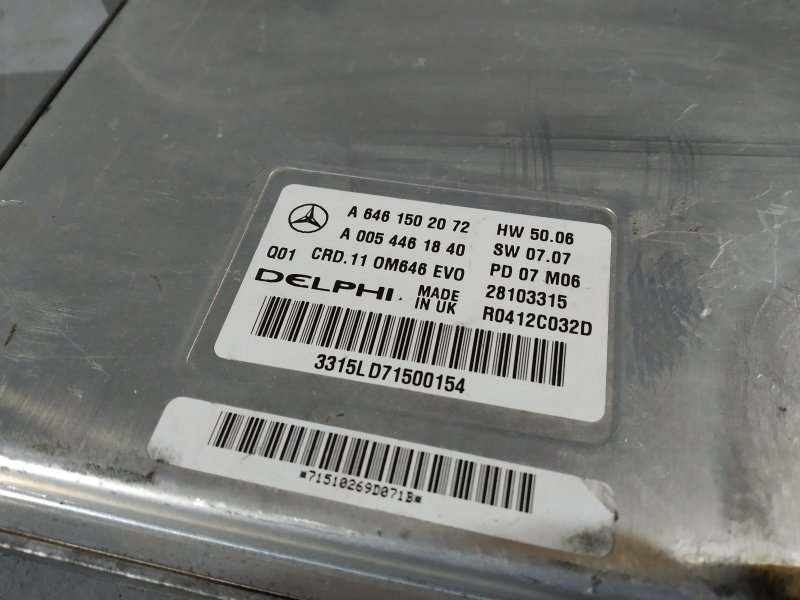 A 646 150 20 72 HW 50.06
A 005 446 18 40 SW 07.07
Q01 CRD.11 OM646 EVO PD 07 M06
DELPHI. MADE IN UK 28103315
R0412C032D
3315LD71500154
*71510269D071B*